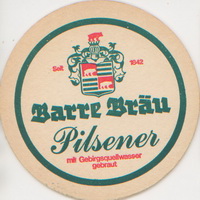 Seit 1842
Barre Bräu
Pilsener
mit Gebirgsquellwasser
gebraut